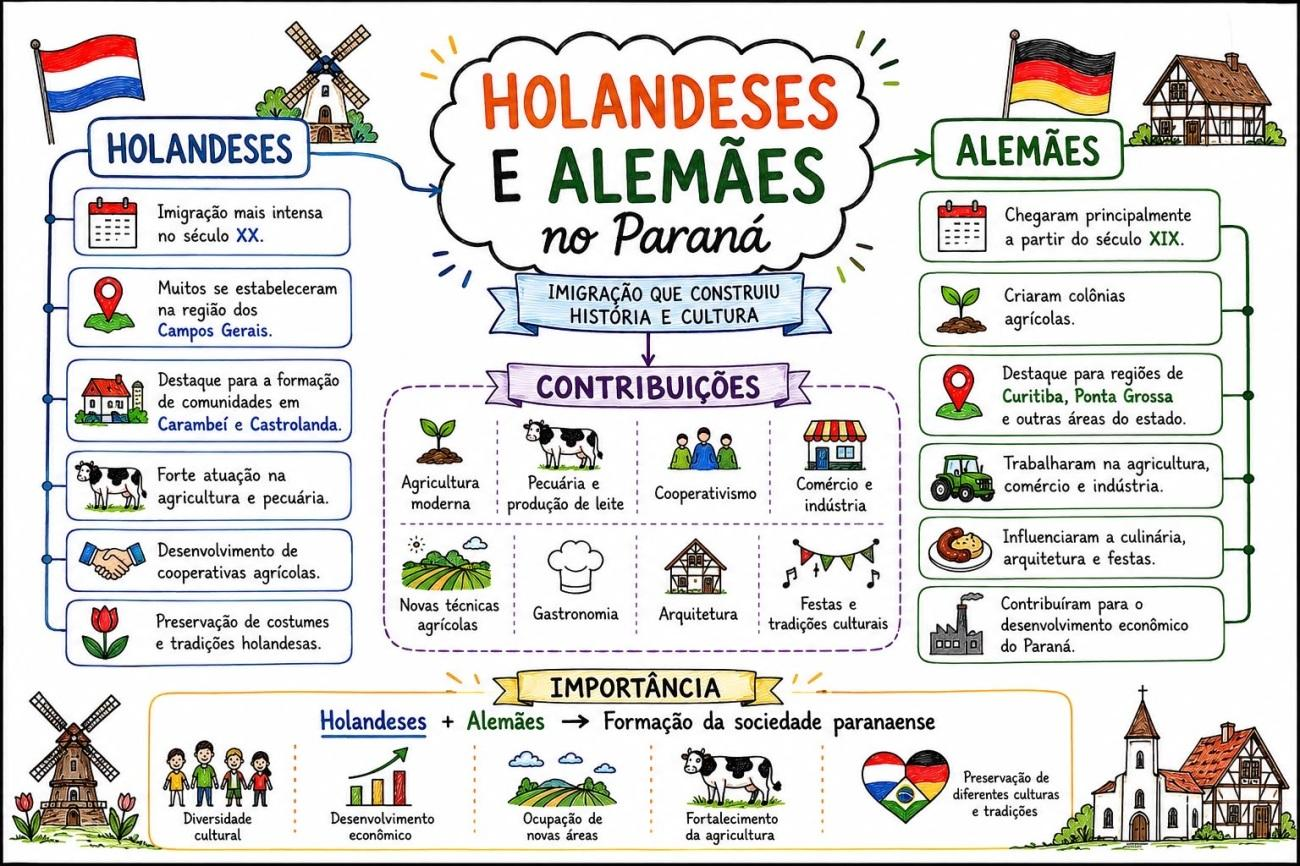 HOLANDESES
E ALEMÃES
no Paraná
IMIGRAÇÃO QUE CONSTRUIU
HISTÓRIA E CULTURA
HOLANDESES
Imigração mais intensa
no século XX.
Muitos se estabeleceram
na região dos
Campos Gerais.
Destaque para a formação
de comunidades em
Carambeí e Castrolanda.
Forte atuação na
agricultura e pecuária.
Desenvolvimento de
cooperativas agrícolas.
Preservação de costumes
e tradições holandesas.
CONTRIBUIÇÕES
Agricultura
moderna
Pecuária e
produção de leite
Cooperativismo
Comércio e
indústria
Novas técnicas
agrícolas
Gastronomia
Arquitetura
Festas e
tradições culturais
ALEMÃES
Chegaram principalmente
a partir do século XIX.
Criaram colônias
agrícolas.
Destaque para regiões de
Curitiba, Ponta Grossa
e outras áreas do estado.
Trabalharam na agricultura,
comércio e indústria.
Influenciaram a culinária,
arquitetura e festas.
Contribuíram para o
desenvolvimento econômico
do Paraná.
IMPORTÂNCIA
Holandeses + Alemães → Formação da sociedade paranaense
Diversidade
cultural
Desenvolvimento
econômico
Ocupação de
novas áreas
Fortalecimento
da agricultura
Preservação de
diferentes culturas
e tradições